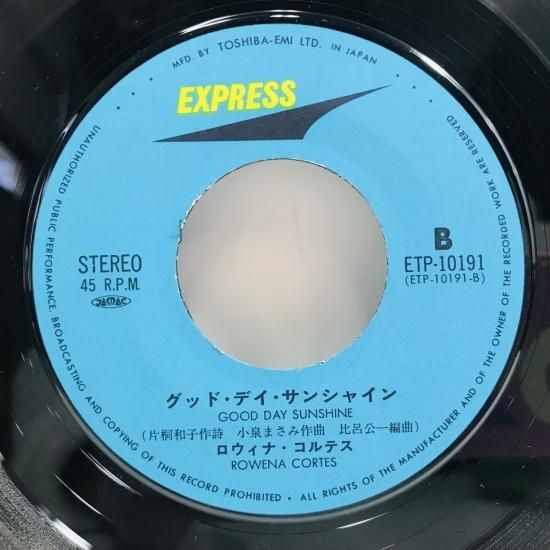 MFD. BY TOSHIBA-EMI LTD. IN JAPAN
EXPRESS
STEREO
45 R.P.M.
JASRAC
B
ETP-10191
(ETP-10191-B)
グッド・デイ・サンシャイン
GOOD DAY SUNSHINE
(片桐和子作詩 小泉まさみ作曲 比呂公一編曲)
ロウィナ・コルテス
ROWENA CORTES
UNAUTHORIZED PUBLIC PERFORMANCE. BROADCASTING AND COPYING OF THIS RECORD PROHIBITED • ALL RIGHTS OF THE MANUFACTURER AND OF THE OWNER OF THE RECORDED WORK ARE RESERVED